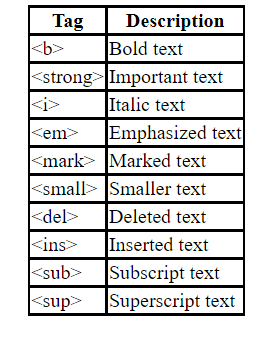 Tag Description
<b> Bold text
<strong> Important text
<i> Italic text
<em> Emphasized text
<mark> Marked text
<small> Smaller text
<del> Deleted text
<ins> Inserted text
<sub> Subscript text
<sup> Superscript text